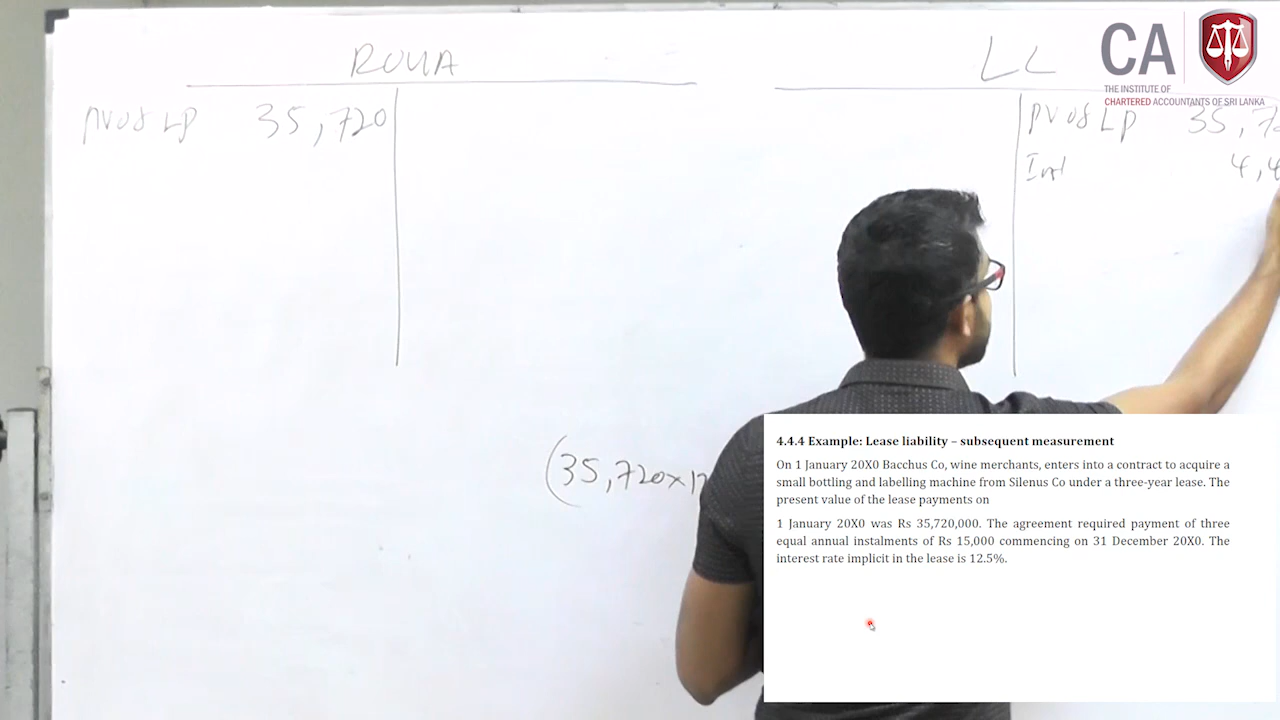 ROUA
PV of LP 35,720
LL
CA
THE INSTITUTE OF
CHARTERED ACCOUNTANTS OF SRI LANKA
PV of LP 35,7
Int 4,4
(35,720x12
4.4.4 Example: Lease liability – subsequent measurement
On 1 January 20X0 Bacchus Co, wine merchants, enters into a contract to acquire a
small bottling and labelling machine from Silenus Co under a three-year lease. The
present value of the lease payments on
1 January 20X0 was Rs 35,720,000. The agreement required payment of three
equal annual instalments of Rs 15,000 commencing on 31 December 20X0. The
interest rate implicit in the lease is 12.5%.